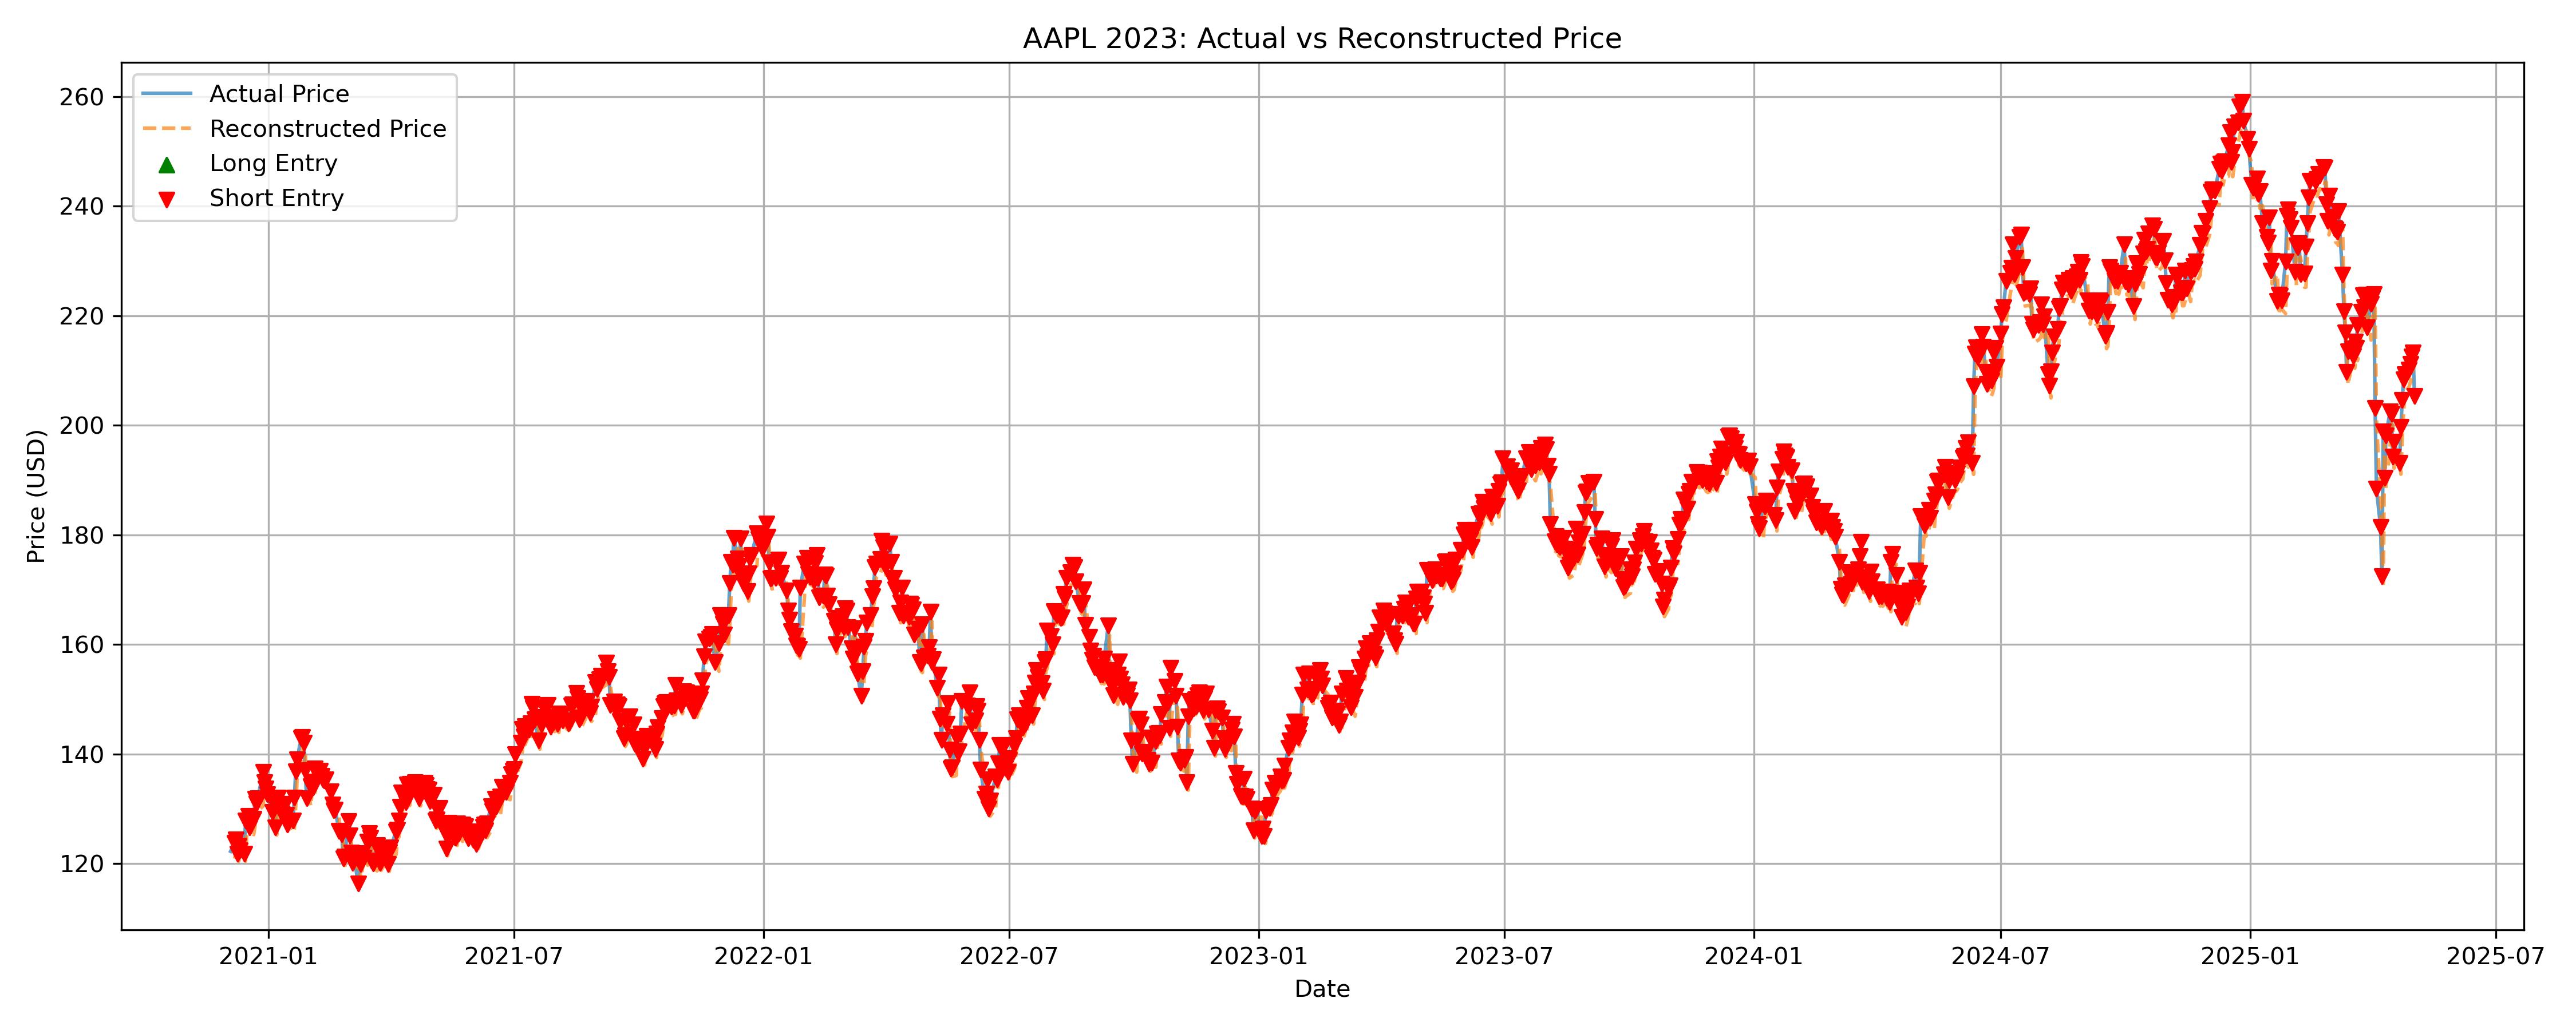 AAPL 2023: Actual vs Reconstructed Price
Actual Price
Reconstructed Price
Long Entry
Short Entry
260
240
220
200
180
160
140
120
Price (USD)
2021-01
2021-07
2022-01
2022-07
2023-01
2023-07
2024-01
2024-07
2025-01
2025-07
Date